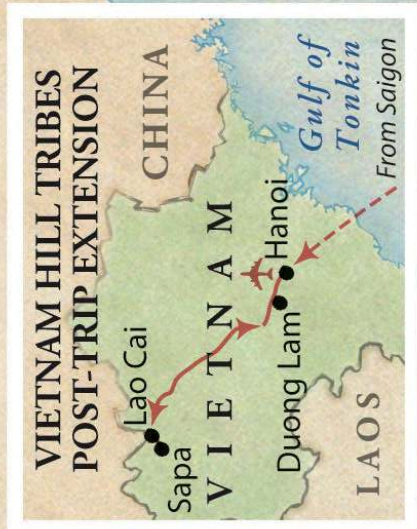 VIETNAM HILL TRIBES
POST-TRIP EXTENSION
CHINA
Lao Cai
Sapa
VIETNAM
Gulf of
Tonkin
Hanoi
Duong Lam
From Saigon
LAOS